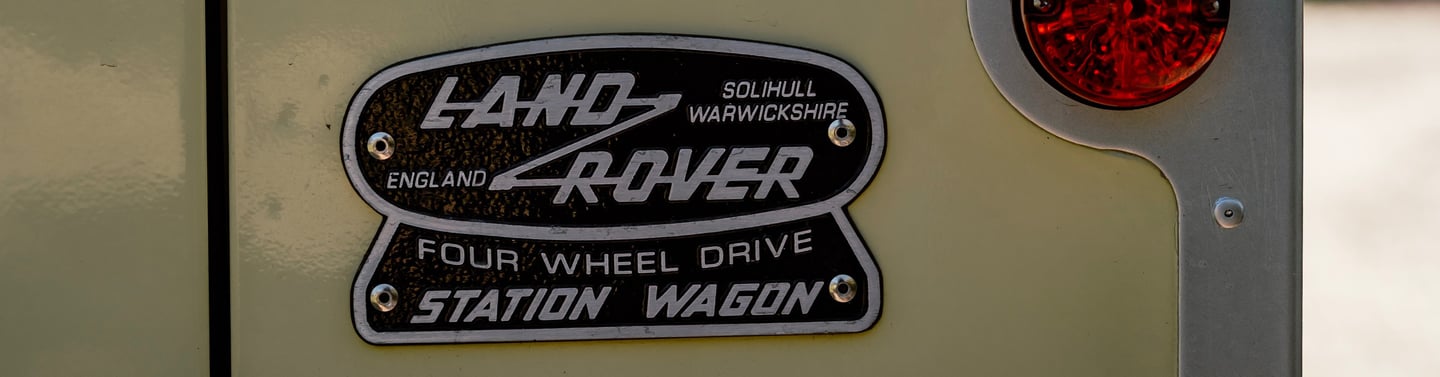 LAND
SOLIHULL
WARWICKSHIRE
ENGLAND
ROVER
FOUR WHEEL DRIVE
STATION WAGON